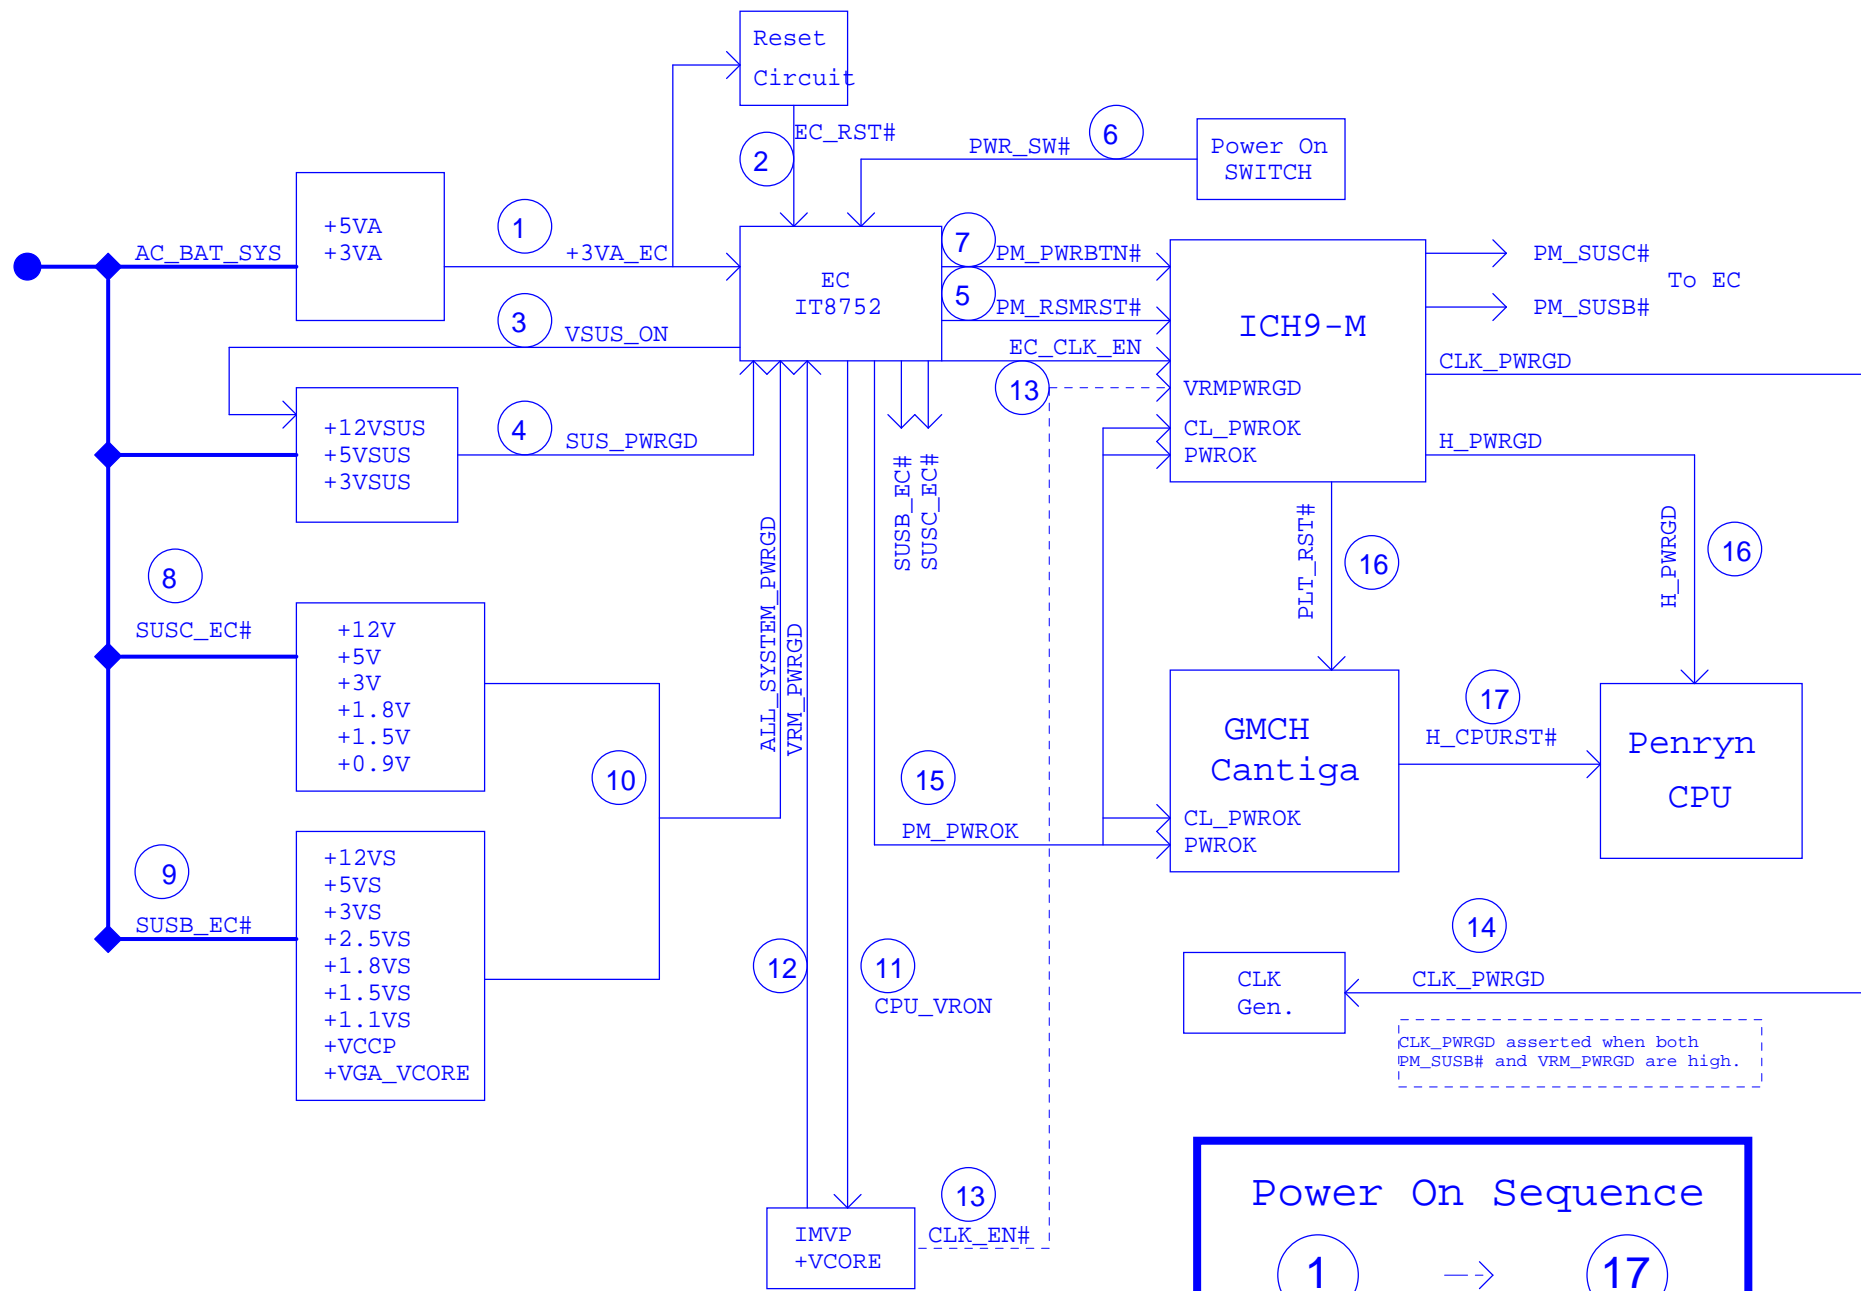 Reset
Circuit
EC_RST#
2
PWR_SW#
6
Power On
SWITCH
+5VA
+3VA
AC_BAT_SYS
1
+3VA_EC
EC
IT8752
7
PM_PWRBTN#
5
PM_RSMRST#
EC_CLK_EN
13
ICH9-M
VRMPWRGD
CL_PWROK
PWROK
PM_SUSC#
To EC
PM_SUSB#
CLK_PWRGD
H_PWRGD
3
VSUS_ON
+12VSUS
+5VSUS
+3VSUS
4
SUS_PWRGD
SUSB_EC#
SUSC_EC#
ALL_SYSTEM_PWRGD
VRM_PWRGD
PLT_RST#
16
H_PWRGD
16
8
SUSC_EC#
+12V
+5V
+3V
+1.8V
+1.5V
+0.9V
10
15
PM_PWROK
GMCH
Cantiga
CL_PWROK
PWROK
17
H_CPURST#
Penryn
CPU
9
SUSB_EC#
+12VS
+5VS
+3VS
+2.5VS
+1.8VS
+1.5VS
+1.1VS
+VCCP
+VGA_VCORE
12
11
CPU_VRON
14
CLK
Gen.
CLK_PWRGD
CLK_PWRGD asserted when both
PM_SUSB# and VRM_PWRGD are high.
IMVP
+VCORE
13
CLK_EN#
Power On Sequence
1
17